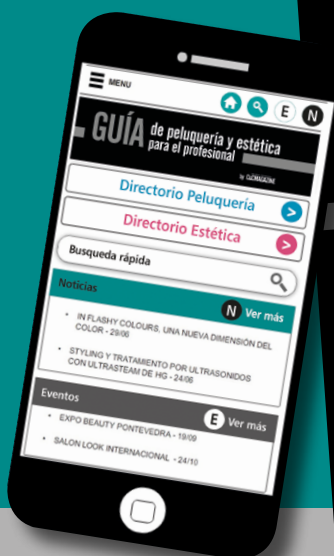 MENU
E
N
GUÍA de peluquería y estética
para el profesional
Directorio Peluquería >
Directorio Estética >
Busqueda rápida
Noticias
N Ver más
• IN FLASHY COLOURS, UNA NUEVA DIMENSIÓN DEL
COLOR - 29/06
• STYLING Y TRATAMIENTO POR ULTRASONIDOS
CON ULTRASTEAM DE HG - 24/06
Eventos
E Ver más
• EXPO BEAUTY PONTEVEDRA - 19/09
• SALON LOOK INTERNACIONAL - 24/10